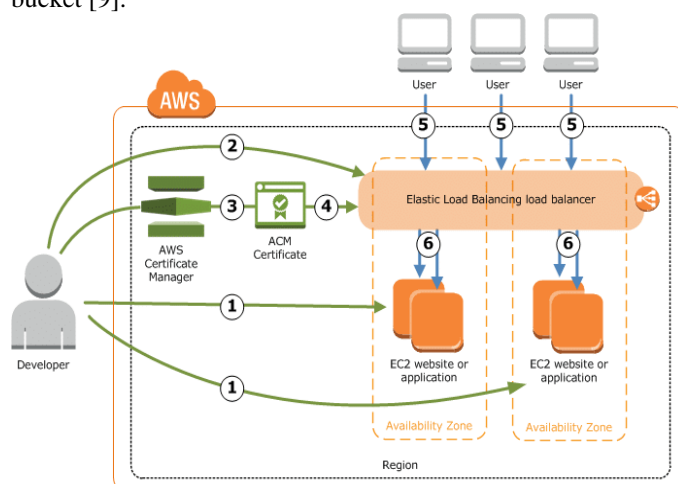 bucket [9].
User
User
User
AWS
5
5
5
2
Elastic Load Balancing load balancer
3
4
AWS
Certificate
Manager
ACM
Certificate
6
6
1
Developer
EC2 website or
application
EC2 website or
application
1
Availability Zone
Availability Zone
Region